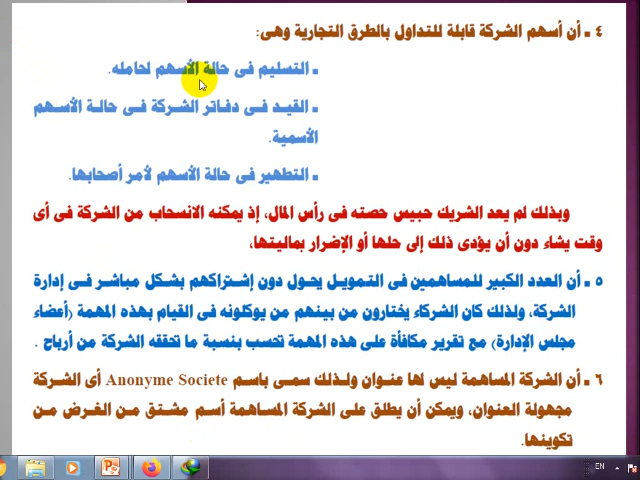 ٤ ـ أن أسهم الشركة قابلة للتداول بالطرق التجارية وهى:
ـ التسليم فى حالة الأسهم لحامله.
ـ القيد فى دفاتر الشركة فى حالة الأسهم
الأسمية.
ـ التطهير فى حالة الأسهم لأمر أصحابها.
وبذلك لم يعد الشريك حبيس حصته فى رأس المال، إذ يمكنه الانسحاب من الشركة فى أى
وقت يشاء دون أن يؤدى ذلك إلى حلها أو الإضرار بماليتها،
٥ ـ أن العدد الكبير للمساهمين فى التمويل يحول دون إشتراكهم بشكل مباشر فى إدارة
الشركة، ولذلك كان الشركاء يختارون من بينهم من يوكلونه فى القيام بهذه المهمة (أعضاء
مجلس الإدارة) مع تقرير مكافأة على هذه المهمة تحسب بنسبة ما تحققه الشركة من أرباح .
٦ ـ أن الشركة المساهمة ليس لها عنوان ولذلك سمى باسم Anonyme Societe أى الشركة
مجهولة العنوان، ويمكن أن يطلق على الشركة المساهمة أسم مشتق من الغرض من
تكوينها.
EN